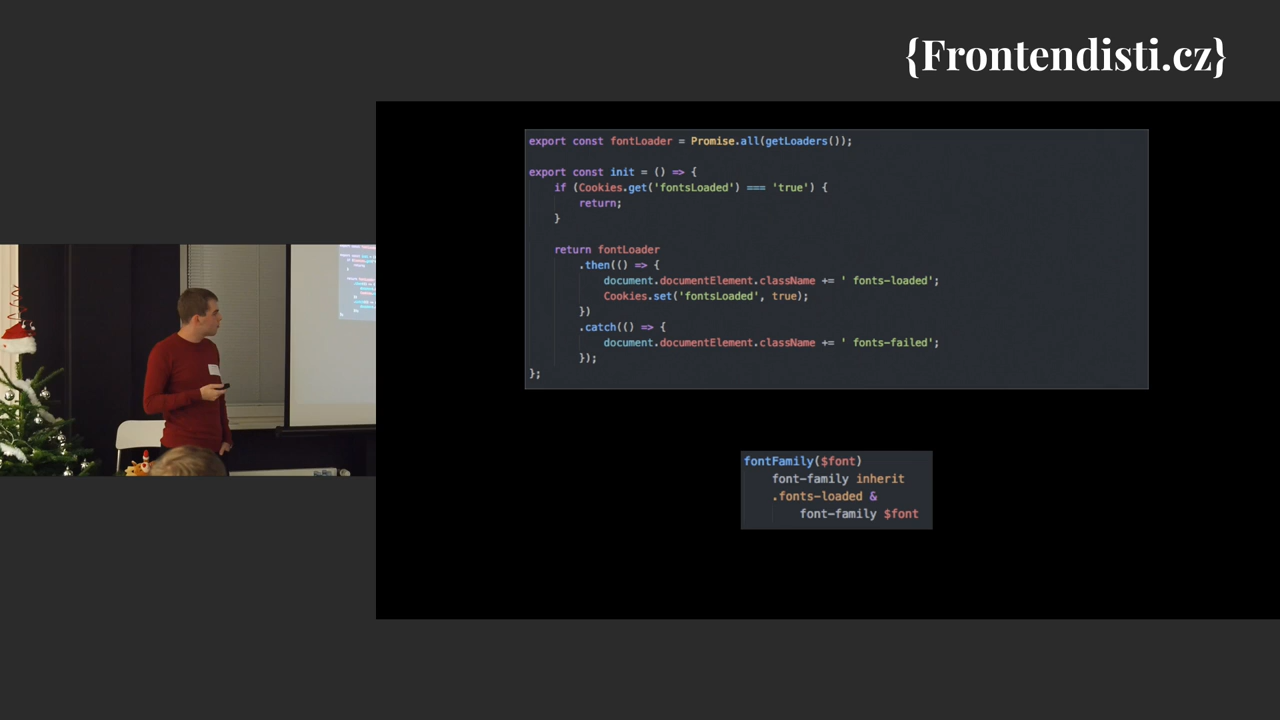 {Frontendisti.cz}
export const fontLoader = Promise.all(getLoaders());
export const init = () => {
if (Cookies.get('fontsLoaded') === 'true') {
return;
}
return fontLoader
.then(() => {
document.documentElement.className += ' fonts-loaded';
Cookies.set('fontsLoaded', true);
})
.catch(() => {
document.documentElement.className += ' fonts-failed';
});
};
fontFamily($font)
font-family inherit
.fonts-loaded &
font-family $font